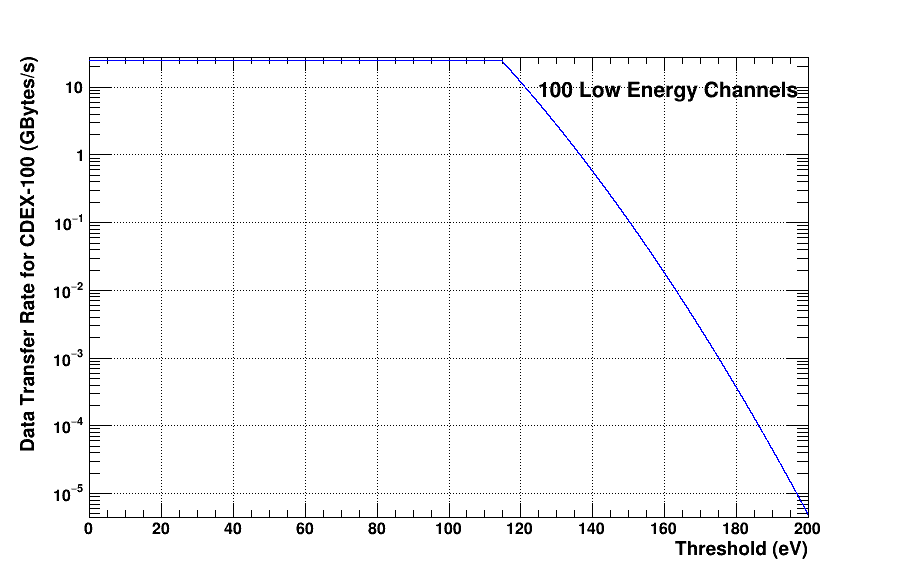 Data Transfer Rate for CDEX-100 (GBytes/s)
100 Low Energy Channels
10
1
10⁻¹
10⁻²
10⁻³
10⁻⁴
10⁻⁵
0 20 40 60 80 100 120 140 160 180 200
Threshold (eV)